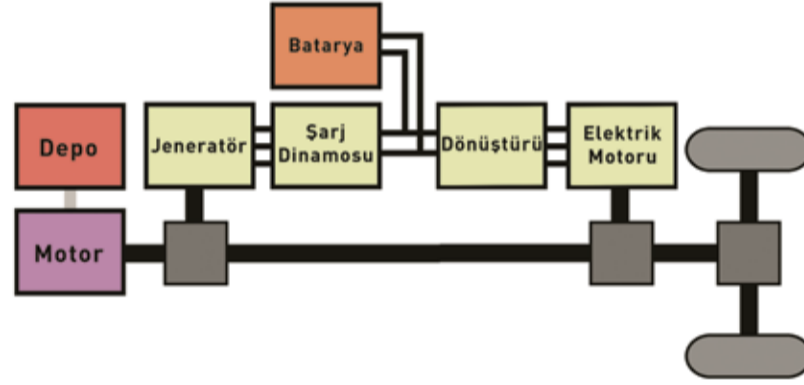 Batarya
Depo
Jeneratör
Şarj
Dinamosu
Dönüştürü
Elektrik
Motoru
Motor